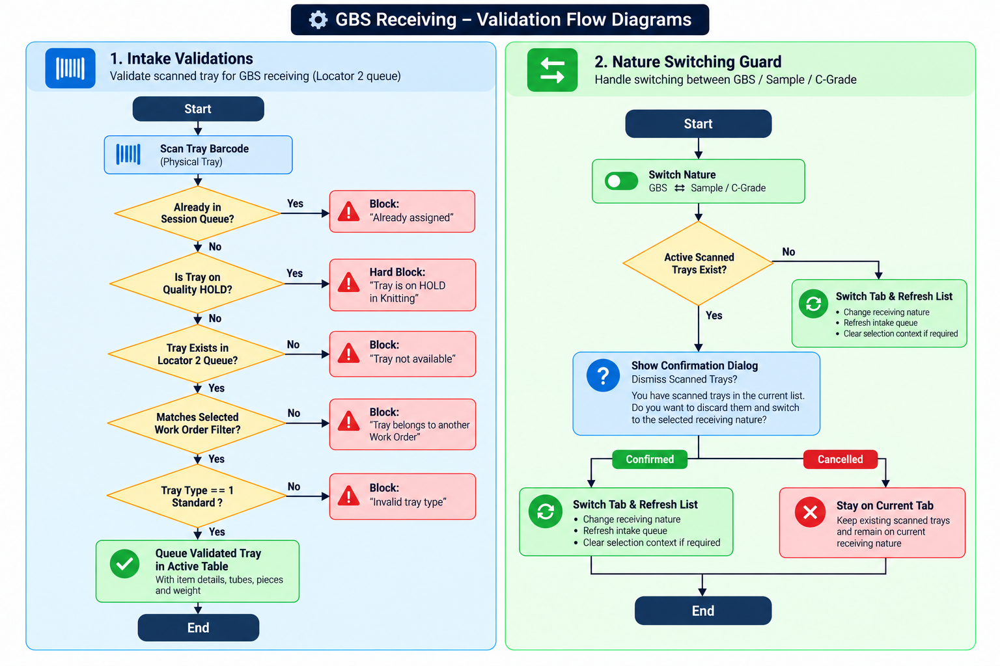 GBS Receiving – Validation Flow Diagrams
1. Intake Validations
Validate scanned tray for GBS receiving (Locator 2 queue)
Start
Scan Tray Barcode
(Physical Tray)
Already in
Session Queue?
Yes
Block:
“Already assigned”
No
Is Tray on
Quality HOLD?
Yes
Hard Block:
“Tray is on HOLD
in Knitting”
No
Tray Exists in
Locator 2 Queue?
No
Block:
“Tray not available”
Yes
Matches Selected
Work Order Filter?
No
Block:
“Tray belongs to another
Work Order”
Yes
Tray Type == 1
Standard ?
No
Block:
“Invalid tray type”
Yes
Queue Validated Tray
in Active Table
With item details, tubes, pieces
and weight
End
2. Nature Switching Guard
Handle switching between GBS / Sample / C-Grade
Start
Switch Nature
GBS ⇄ Sample / C-Grade
Active Scanned
Trays Exist?
No
Switch Tab & Refresh List
• Change receiving nature
• Refresh intake queue
• Clear selection context if required
Yes
Show Confirmation Dialog
Dismiss Scanned Trays?
You have scanned trays in the current list.
Do you want to discard them and switch
to the selected receiving nature?
Confirmed
Cancelled
Switch Tab & Refresh List
• Change receiving nature
• Refresh intake queue
• Clear selection context if required
Stay on Current Tab
Keep existing scanned trays
and remain on current
receiving nature
End